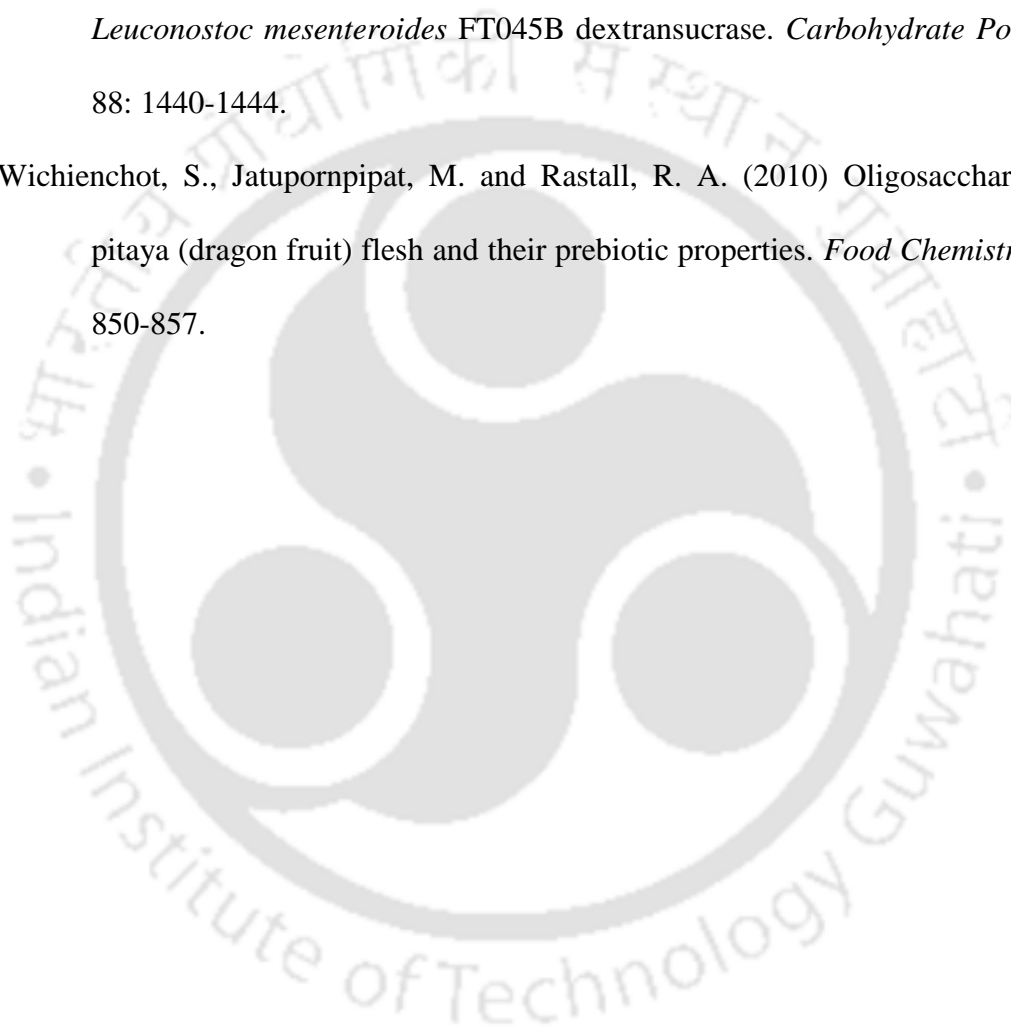 Leuconostoc mesenteroides FT045B dextransucrase. Carbohydrate Po
88: 1440-1444.
Wichienchot, S., Jatupornpipat, M. and Rastall, R. A. (2010) Oligosacchar
pitaya (dragon fruit) flesh and their prebiotic properties. Food Chemistr
850-857.
Indian Institute of Technology Guwahati